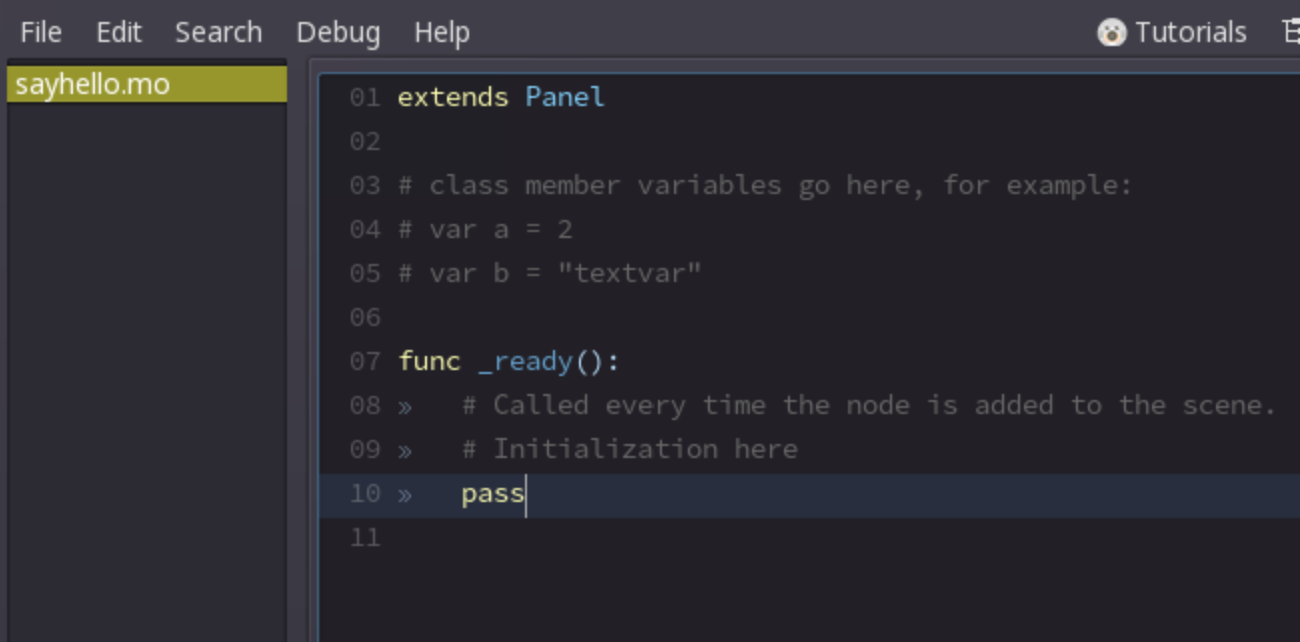 File Edit Search Debug Help Tutorials
sayhello.mo
01 extends Panel
02
03 # class member variables go here, for example:
04 # var a = 2
05 # var b = "textvar"
06
07 func _ready():
08 »   # Called every time the node is added to the scene.
09 »   # Initialization here
10 »   pass
11